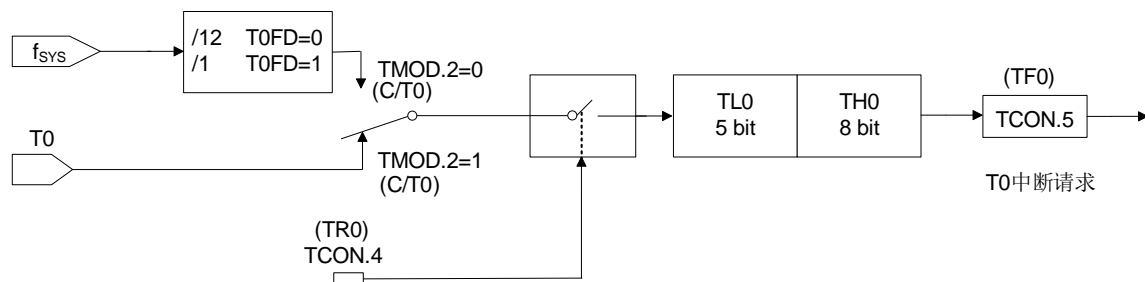 f_SYS
/12 T0FD=0
/1 T0FD=1
TMOD.2=0
(C/T0)
T0
TMOD.2=1
(C/T0)
(TR0)
TCON.4
TL0
5 bit
TH0
8 bit
(TF0)
TCON.5
T0中断请求